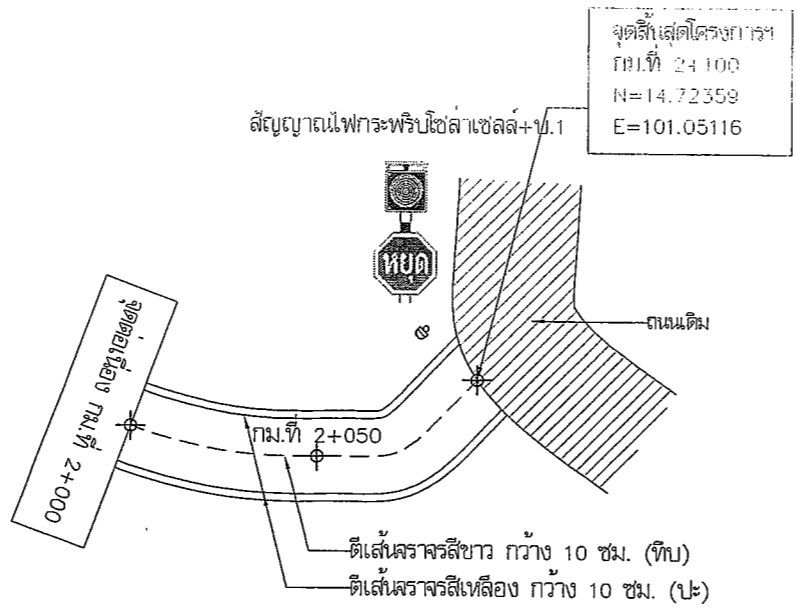 จุดสิ้นสุดโครงการฯ
กม.ที่ 2+100
N=14.72359
E=101.05116
สัญญาณไฟกระพริบโซล่าเซลล์+บ.1
หยุด
ถนนเดิม
จุดต่อเนื่อง กม.ที่ 2+000
กม.ที่ 2+050
ตีเส้นจราจรสีขาว กว้าง 10 ซม. (ทึบ)
ตีเส้นจราจรสีเหลือง กว้าง 10 ซม. (ปะ)